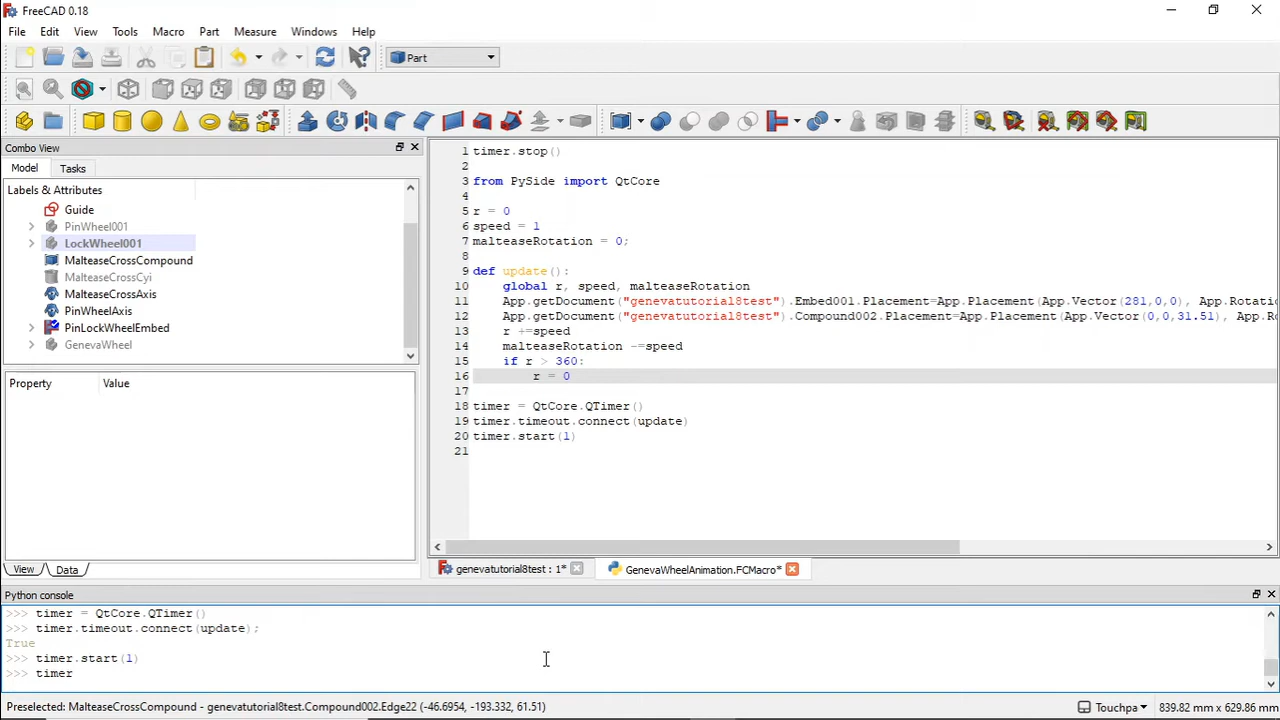 FreeCAD 0.18
File Edit View Tools Macro Part Measure Windows Help
Part
Combo View
Model Tasks
Labels & Attributes
Guide
PinWheel001
LockWheel001
MalteaseCrossCompound
MalteaseCrossCyi
MalteaseCrossAxis
PinWheelAxis
PinLockWheelEmbed
GenevaWheel
Property Value
View Data
1 timer.stop()
2
3 from PySide import QtCore
4
5 r = 0
6 speed = 1
7 malteaseRotation = 0;
8
9 def update():
10 global r, speed, malteaseRotation
11 App.getDocument("genevatutorial8test").Embed001.Placement=App.Placement(App.Vector(281,0,0), App.Rotatio
12 App.getDocument("genevatutorial8test").Compound002.Placement=App.Placement(App.Vector(0,0,31.51), App.Ro
13 r +=speed
14 malteaseRotation -=speed
15 if r > 360:
16 r = 0
17
18 timer = QtCore.QTimer()
19 timer.timeout.connect(update)
20 timer.start(1)
21
genevatutorial8test : 1* GenevaWheelAnimation.FCMacro*
Python console
>>> timer = QtCore.QTimer()
>>> timer.timeout.connect(update);
True
>>> timer.start(1)
>>> timer
Preselected: MalteaseCrossCompound - genevatutorial8test.Compound002.Edge22 (-46.6954, -193.332, 61.51) Touchpa 839.82 mm x 629.86 mm